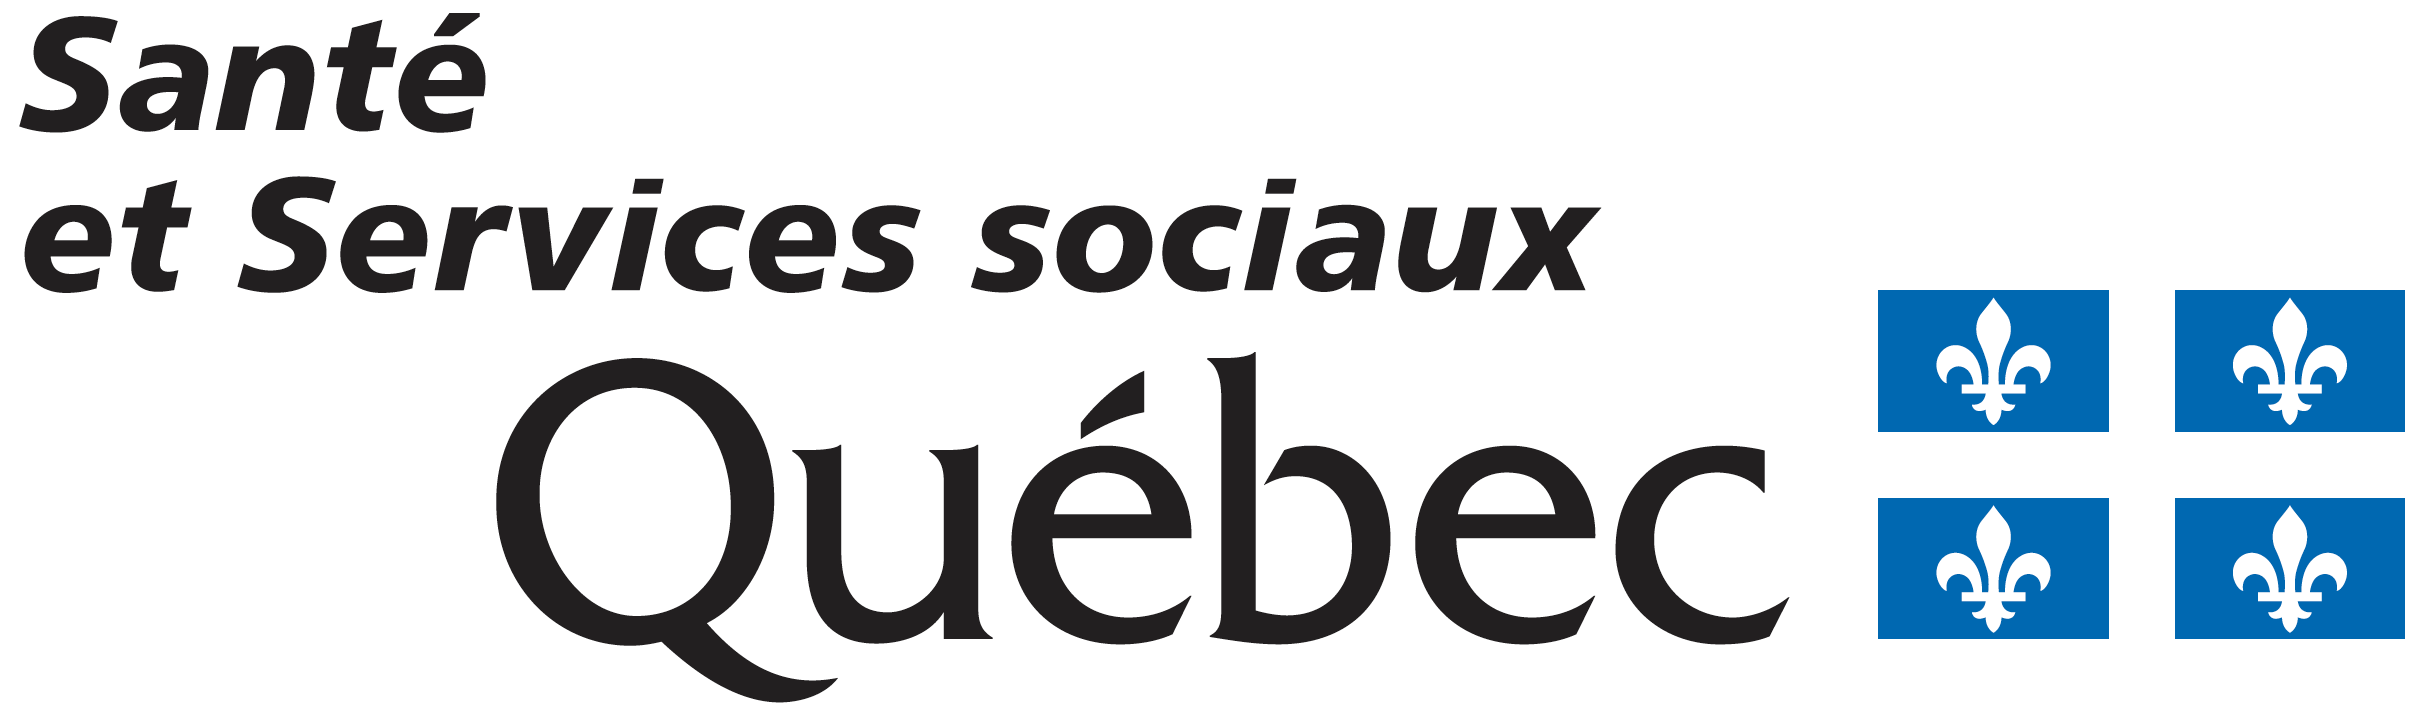 Santé
et Services sociaux
Québec